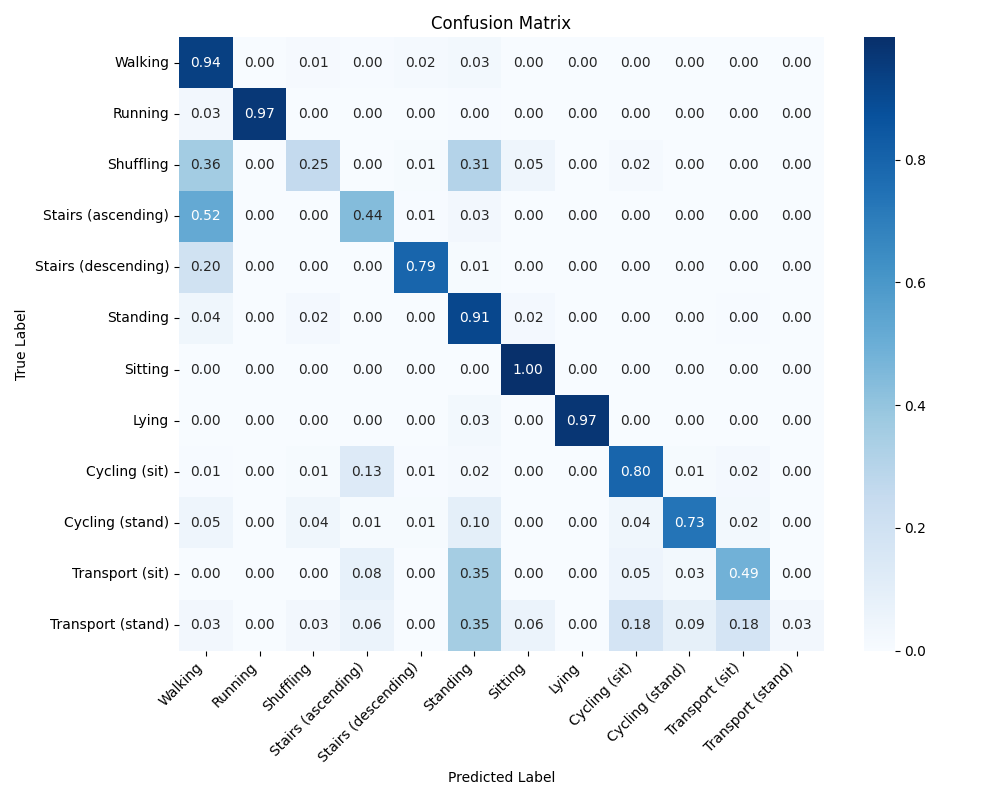 Confusion Matrix
True Label
Walking 0.94 0.00 0.01 0.00 0.02 0.03 0.00 0.00 0.00 0.00 0.00 0.00
Running 0.03 0.97 0.00 0.00 0.00 0.00 0.00 0.00 0.00 0.00 0.00 0.00
Shuffling 0.36 0.00 0.25 0.00 0.01 0.31 0.05 0.00 0.02 0.00 0.00 0.00
Stairs (ascending) 0.52 0.00 0.00 0.44 0.01 0.03 0.00 0.00 0.00 0.00 0.00 0.00
Stairs (descending) 0.20 0.00 0.00 0.00 0.79 0.01 0.00 0.00 0.00 0.00 0.00 0.00
Standing 0.04 0.00 0.02 0.00 0.00 0.91 0.02 0.00 0.00 0.00 0.00 0.00
Sitting 0.00 0.00 0.00 0.00 0.00 0.00 1.00 0.00 0.00 0.00 0.00 0.00
Lying 0.00 0.00 0.00 0.00 0.00 0.03 0.00 0.97 0.00 0.00 0.00 0.00
Cycling (sit) 0.01 0.00 0.01 0.13 0.01 0.02 0.00 0.00 0.80 0.01 0.02 0.00
Cycling (stand) 0.05 0.00 0.04 0.01 0.01 0.10 0.00 0.00 0.04 0.73 0.02 0.00
Transport (sit) 0.00 0.00 0.00 0.08 0.00 0.35 0.00 0.00 0.05 0.03 0.49 0.00
Transport (stand) 0.03 0.00 0.03 0.06 0.00 0.35 0.06 0.00 0.18 0.09 0.18 0.03
Walking
Running
Shuffling
Stairs (ascending)
Stairs (descending)
Standing
Sitting
Lying
Cycling (sit)
Cycling (stand)
Transport (sit)
Transport (stand)
Predicted Label
0.8
0.6
0.4
0.2
0.0